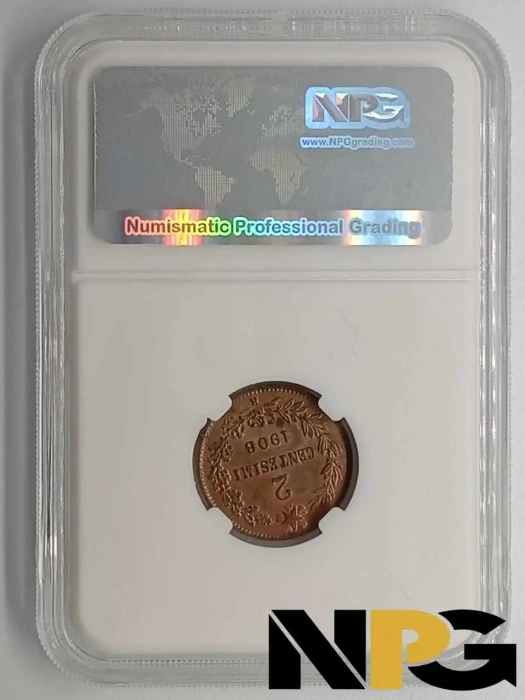 NPG
www.NPGgrading.com
Numismatic Professional Grading
2
CENTESIMI
1908
R
NPG